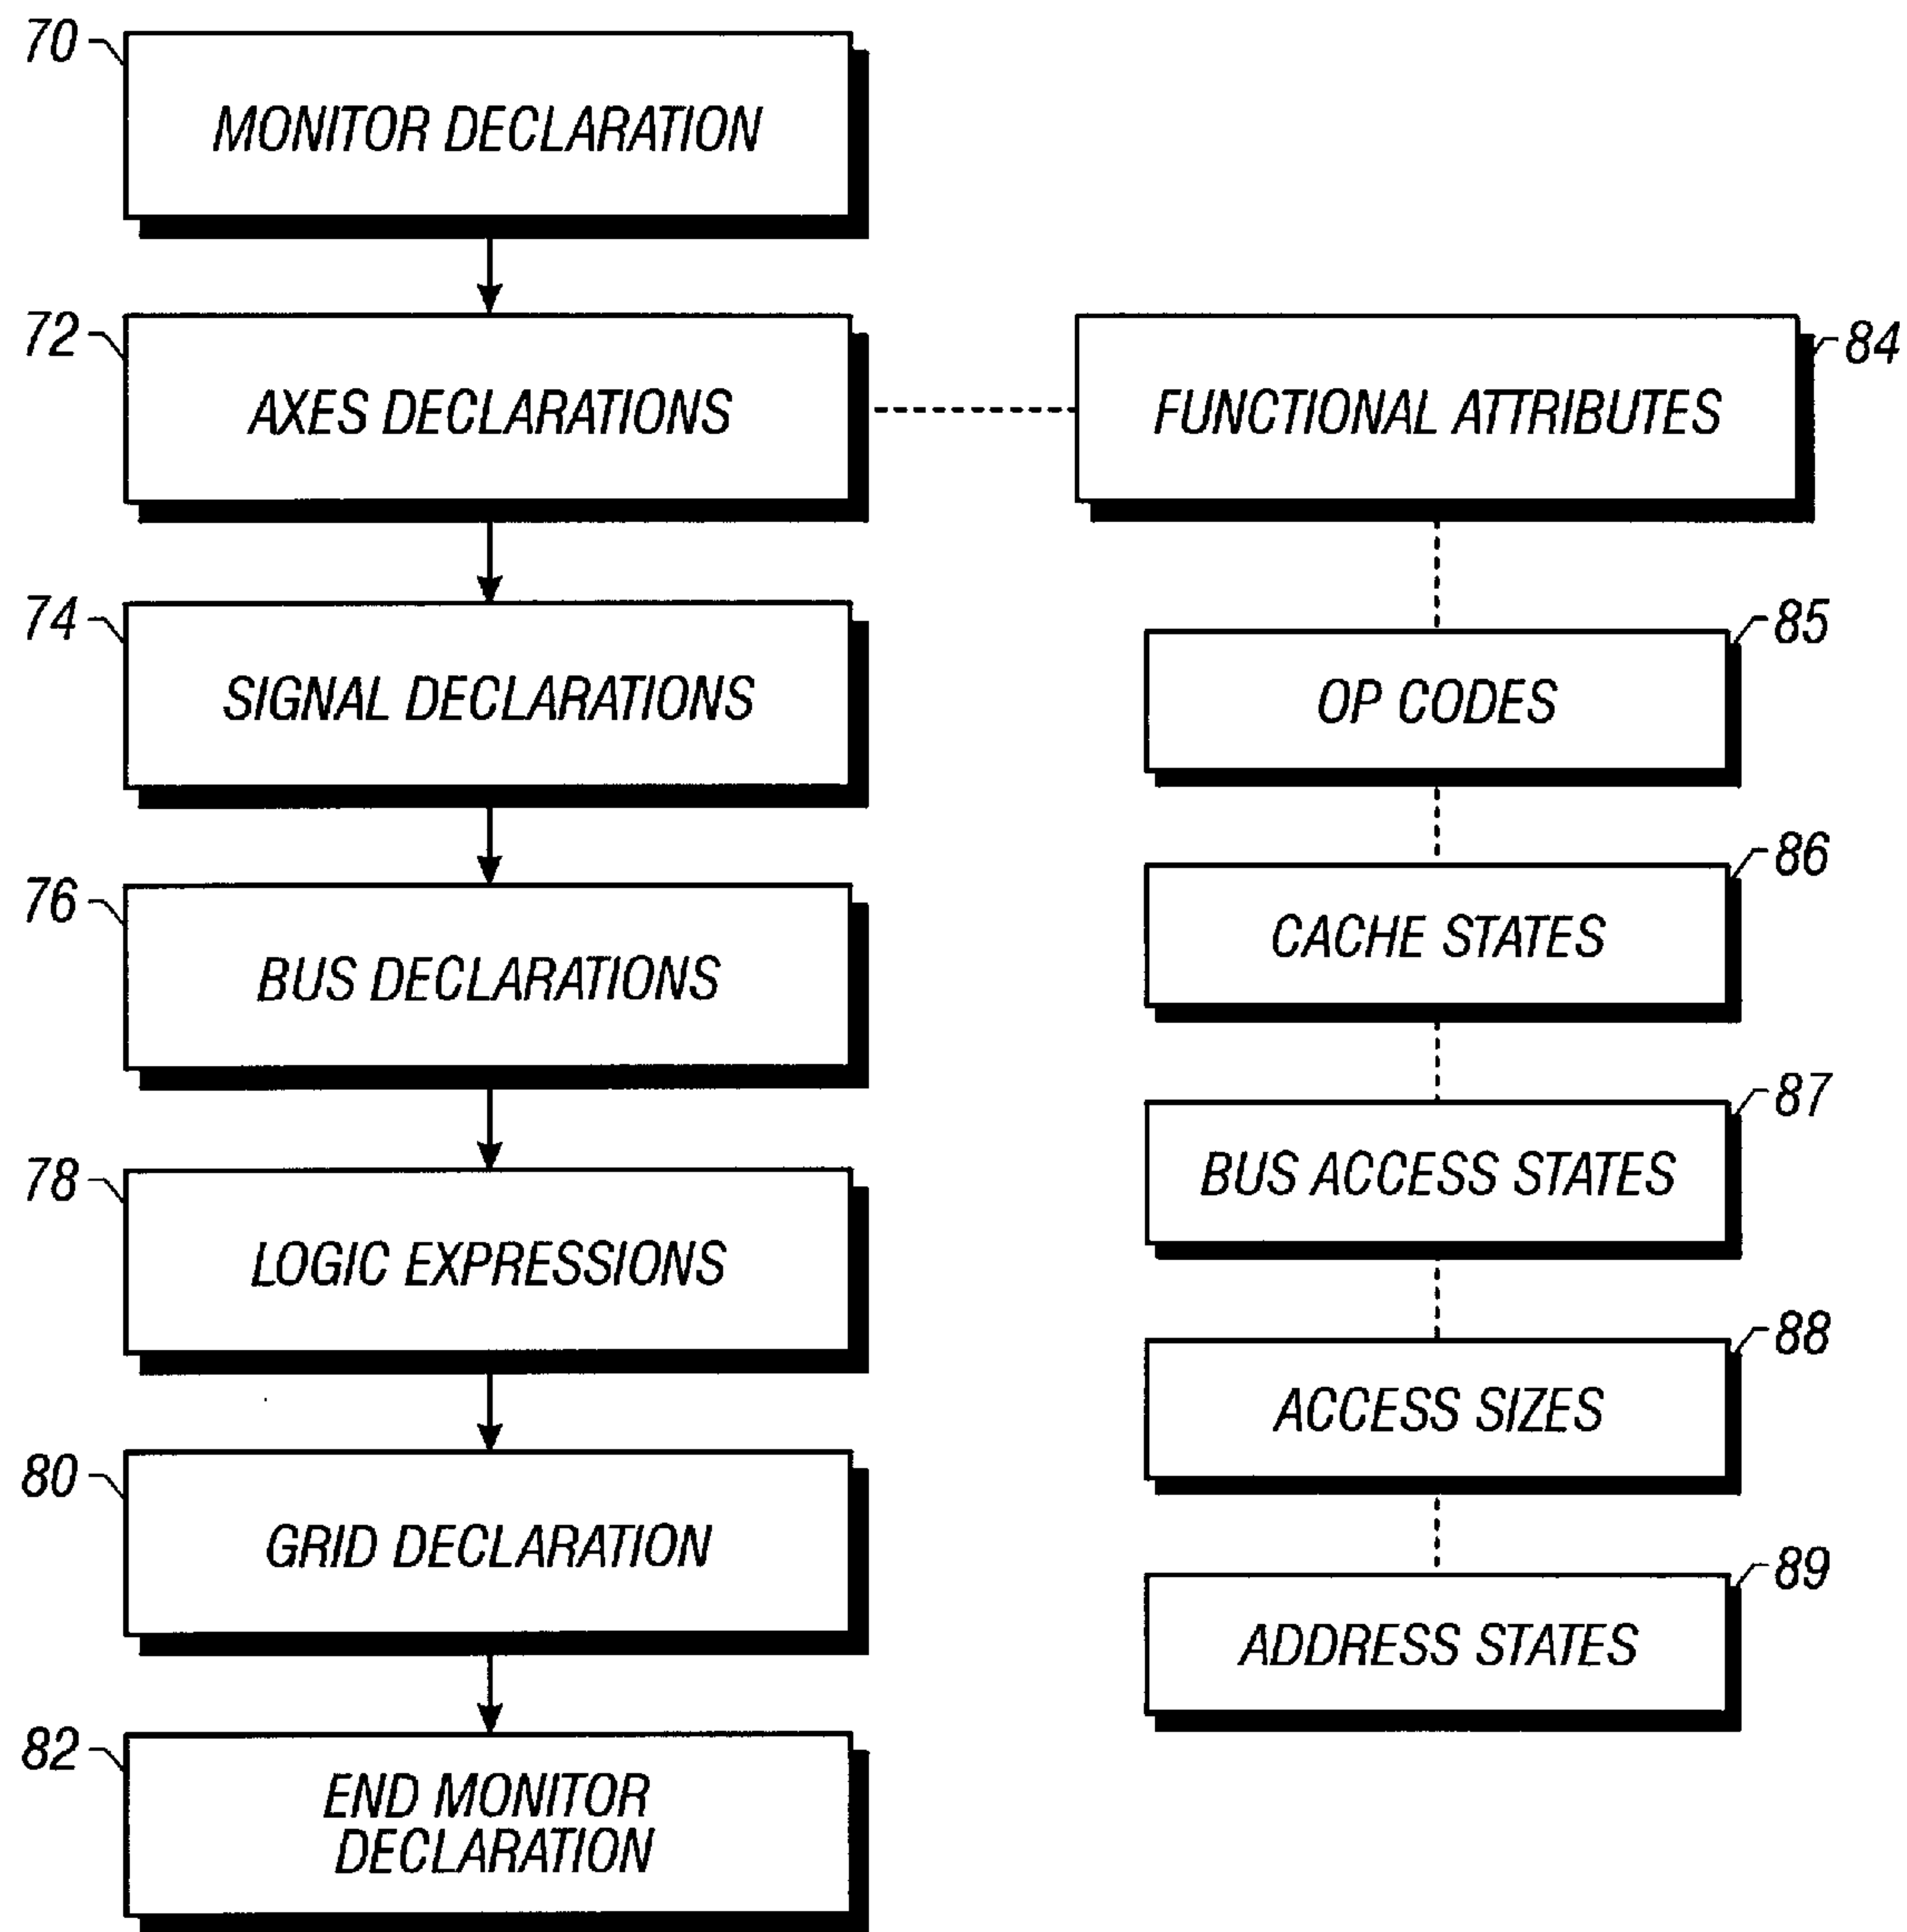 70
MONITOR DECLARATION
72
AXES DECLARATIONS
84
FUNCTIONAL ATTRIBUTES
74
SIGNAL DECLARATIONS
85
OP CODES
76
BUS DECLARATIONS
86
CACHE STATES
78
LOGIC EXPRESSIONS
87
BUS ACCESS STATES
80
GRID DECLARATION
88
ACCESS SIZES
82
END MONITOR
DECLARATION
89
ADDRESS STATES